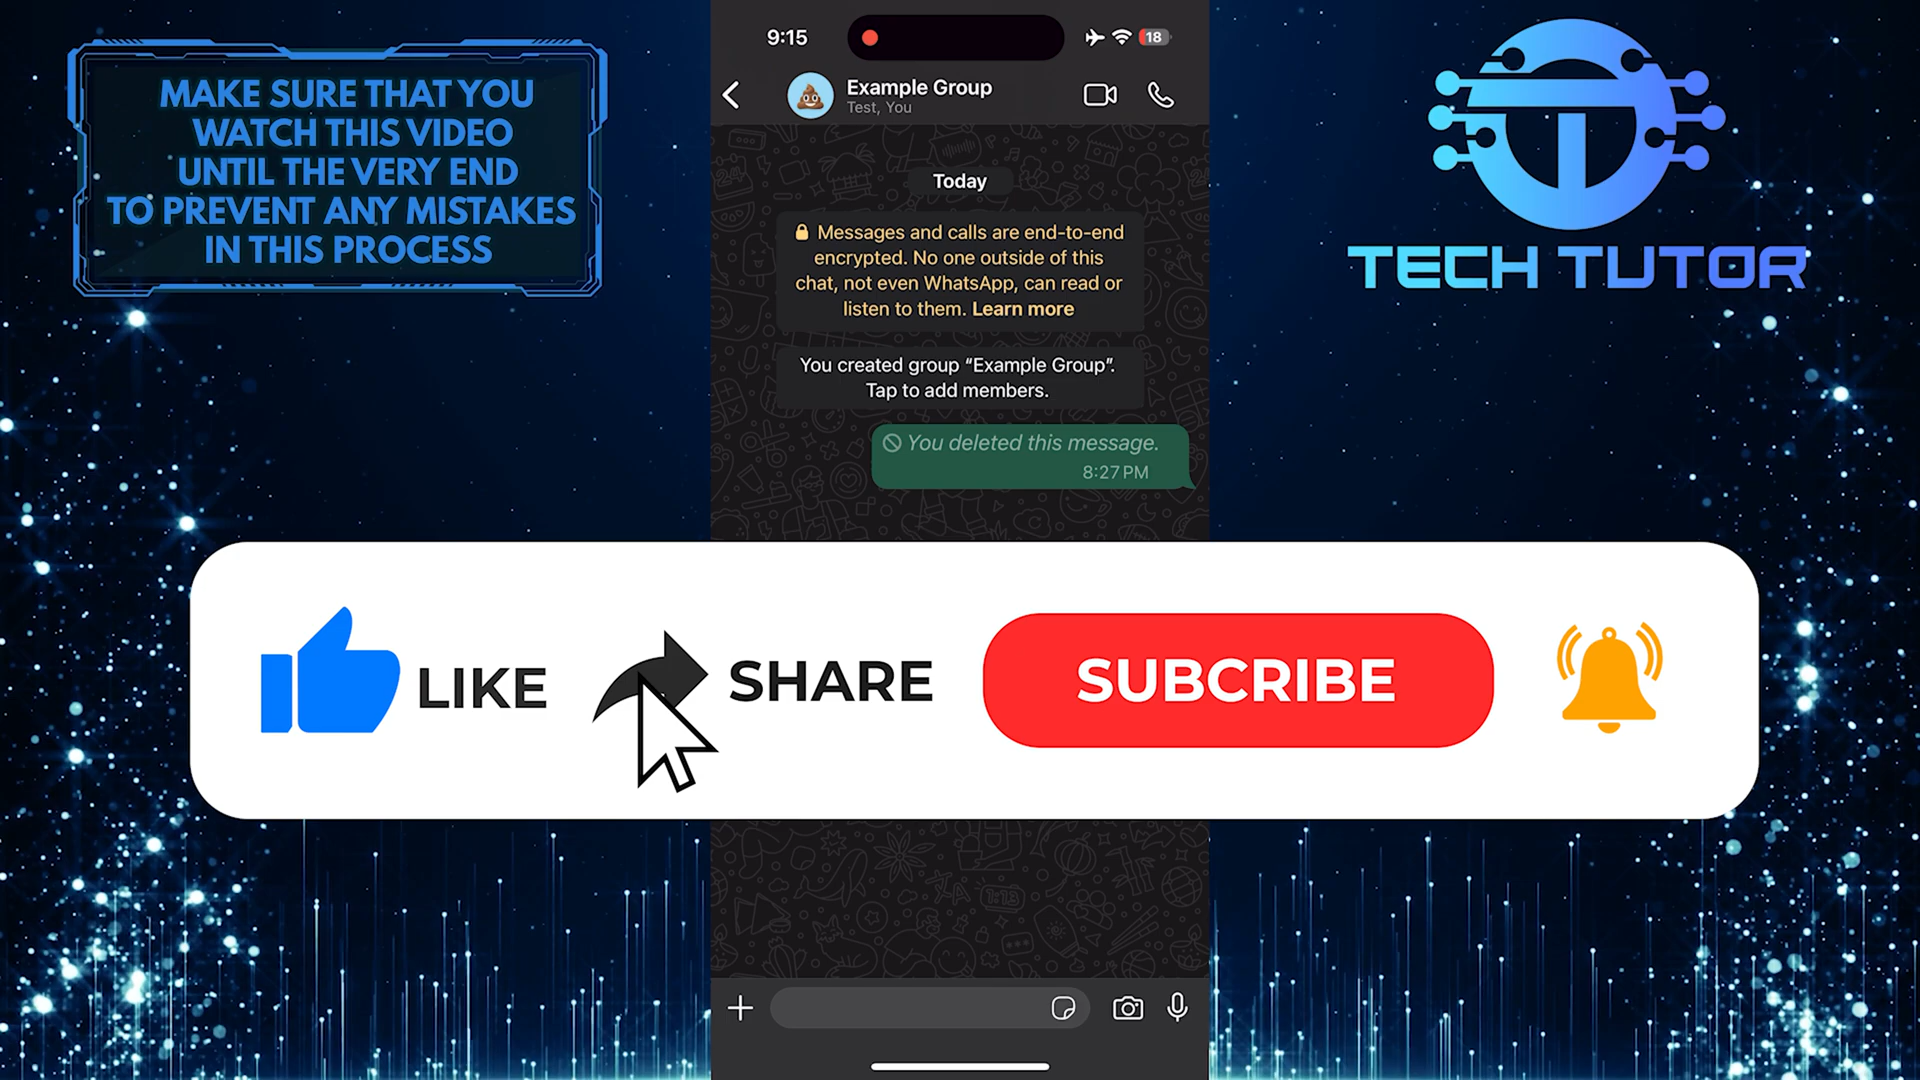 MAKE SURE THAT YOU
WATCH THIS VIDEO
UNTIL THE VERY END
TO PREVENT ANY MISTAKES
IN THIS PROCESS
9:15
18
Example Group
Test, You
TECH TUTOR
Today
Messages and calls are end-to-end
encrypted. No one outside of this
chat, not even WhatsApp, can read or
listen to them. Learn more
You created group “Example Group”.
Tap to add members.
You deleted this message.
8:27 PM
LIKE
SHARE
SUBCRIBE